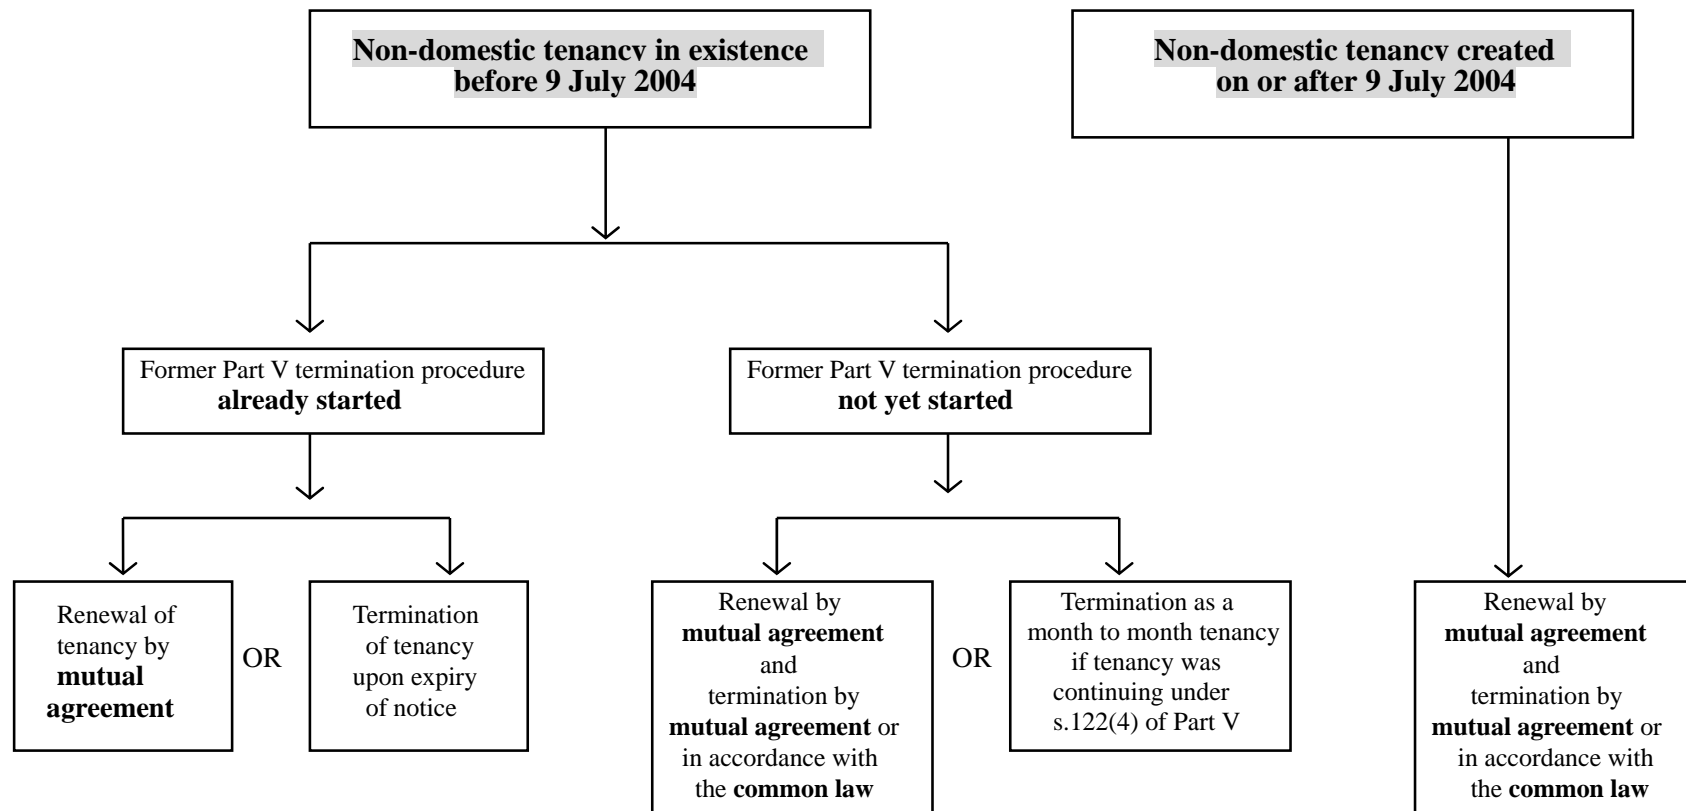 Non-domestic tenancy in existence
before 9 July 2004
Non-domestic tenancy created
on or after 9 July 2004
Former Part V termination procedure
already started
Former Part V termination procedure
not yet started
Renewal of
tenancy by
mutual
agreement
OR
Termination
of tenancy
upon expiry
of notice
Renewal by
mutual agreement
and
termination by
mutual agreement or
in accordance with
the common law
OR
Termination as a
month to month tenancy
if tenancy was
continuing under
s.122(4) of Part V
Renewal by
mutual agreement
and
termination by
mutual agreement or
in accordance with
the common law